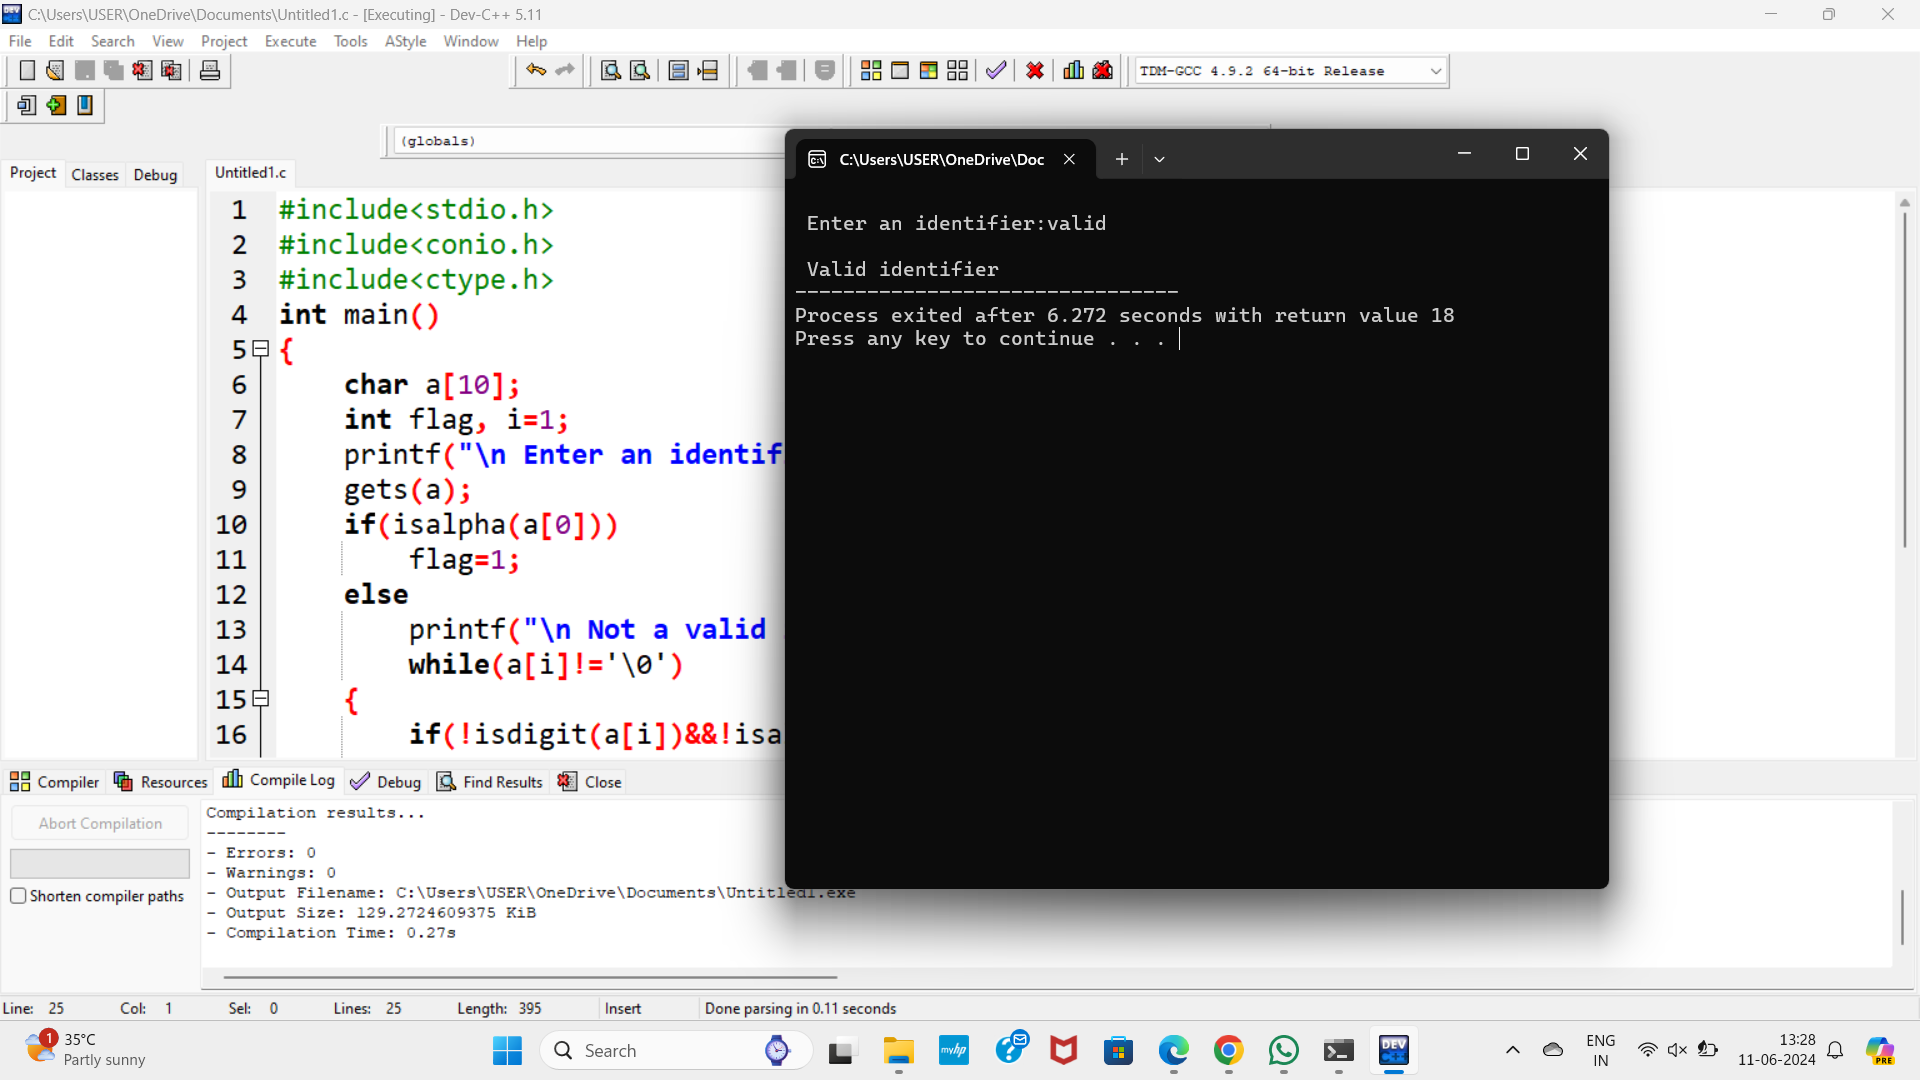 C:\Users\USER\OneDrive\Documents\Untitled1.c - [Executing] - Dev-C++ 5.11
File Edit Search View Project Execute Tools AStyle Window Help
TDM-GCC 4.9.2 64-bit Release
(globals)
Project Classes Debug
Untitled1.c
1 #include<stdio.h>
2 #include<conio.h>
3 #include<ctype.h>
4 int main()
5 {
6 char a[10];
7 int flag, i=1;
8 printf("\n Enter an identif
9 gets(a);
10 if(isalpha(a[0]))
11 flag=1;
12 else
13 printf("\n Not a valid
14 while(a[i]!='\0')
15 {
16 if(!isdigit(a[i])&&!isa
C:\Users\USER\OneDrive\Doc
Enter an identifier:valid
Valid identifier
--------------------------------
Process exited after 6.272 seconds with return value 18
Press any key to continue . . .
Compiler Resources Compile Log Debug Find Results Close
Abort Compilation
Shorten compiler paths
Compilation results...
--------
- Errors: 0
- Warnings: 0
- Output Filename: C:\Users\USER\OneDrive\Documents\Untitled1.exe
- Output Size: 129.2724609375 KiB
- Compilation Time: 0.27s
Line: 25 Col: 1 Sel: 0 Lines: 25 Length: 395 Insert Done parsing in 0.11 seconds
1
35°C
Partly sunny
Search
myhp
DEV C++
ENG
IN
13:28
11-06-2024
PRE